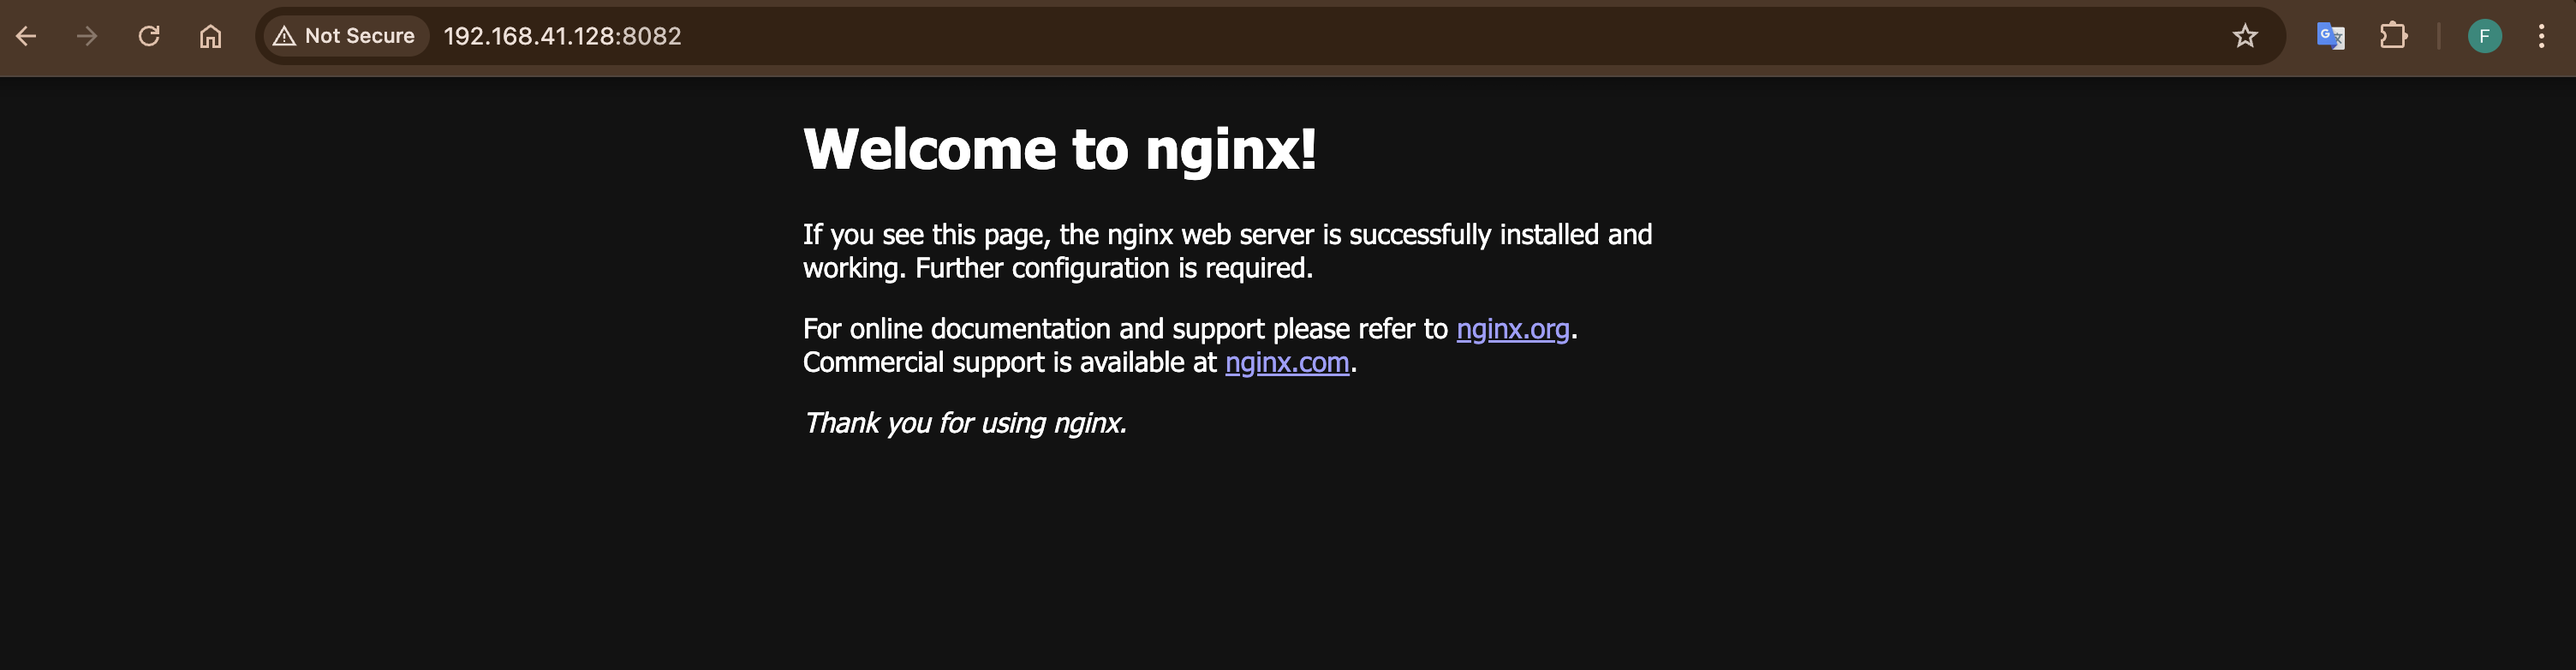 Not Secure 192.168.41.128:8082 F
Welcome to nginx!
If you see this page, the nginx web server is successfully installed and
working. Further configuration is required.
For online documentation and support please refer to nginx.org.
Commercial support is available at nginx.com.
Thank you for using nginx.